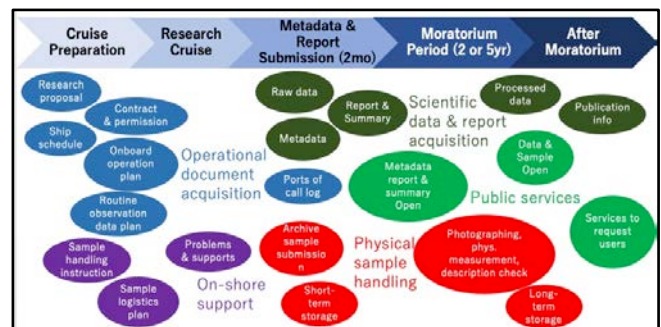 Cruise
Preparation
Research
Cruise
Metadata &
Report
Submission (2mo)
Moratorium
Period (2 or 5yr)
After
Moratorium
Research
proposal
Contract
& permission
Ship
schedule
Onboard
operation
plan
Routine
observation
data plan
Operational
document
acquisition
Sample
handling
instruction
Sample
logistics
plan
Problems
& supports
On-shore
support
Raw data
Report &
Summary
Metadata
Scientific
data & report
acquisition
Ports of
call log
Metadata
report &
summary
Open
Archive
sample
submissio
n
Short-
term
storage
Physical
sample
handling
Processed
data
Publication
info
Data &
Sample
Open
Public services
Services to
request
users
Photographing,
phys.
measurement,
description check
Long-
term
storage